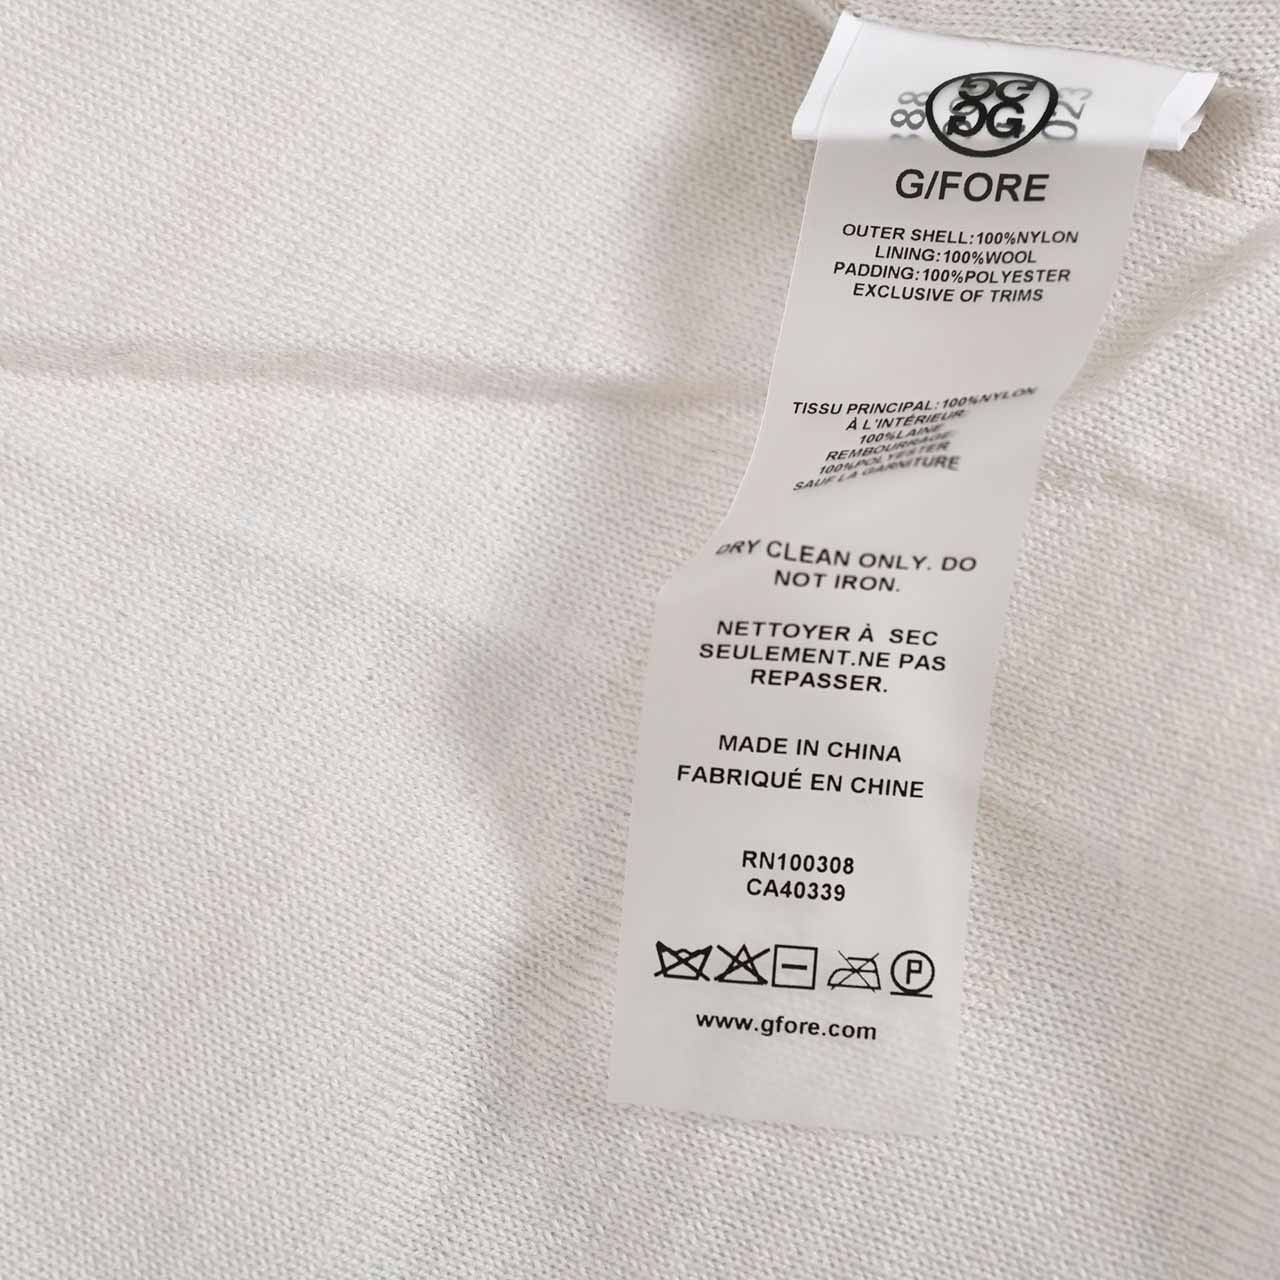 G/FORE
OUTER SHELL:100%NYLON
LINING:100%WOOL
PADDING:100%POLYESTER
EXCLUSIVE OF TRIMS
TISSU PRINCIPAL:100%NYLON
À L'INTÉRIEUR:
100%LAINE
REMBOURRAGE:
100%POLYESTER
SAUF LA GARNITURE
DRY CLEAN ONLY. DO
NOT IRON.
NETTOYER À SEC
SEULEMENT.NE PAS
REPASSER.
MADE IN CHINA
FABRIQUÉ EN CHINE
RN100308
CA40339
P
www.gfore.com